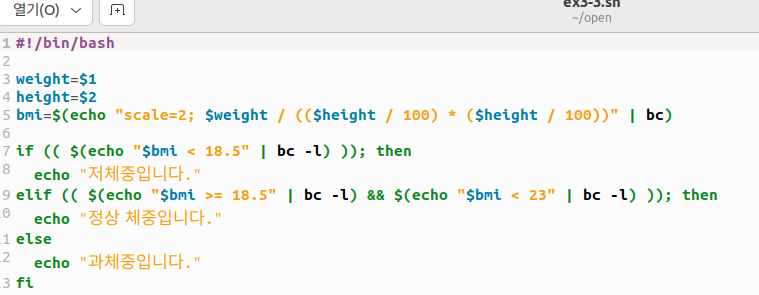 열기(O)
ex3-3.sh
~/open
1 #!/bin/bash
2
3 weight=$1
4 height=$2
5 bmi=$(echo "scale=2; $weight / (($height / 100) * ($height / 100))" | bc)
6
7 if (( $(echo "$bmi < 18.5" | bc -l) )); then
8   echo "저체중입니다."
9 elif (( $(echo "$bmi >= 18.5" | bc -l) && $(echo "$bmi < 23" | bc -l) )); then
10   echo "정상 체중입니다."
11 else
12   echo "과체중입니다."
13 fi